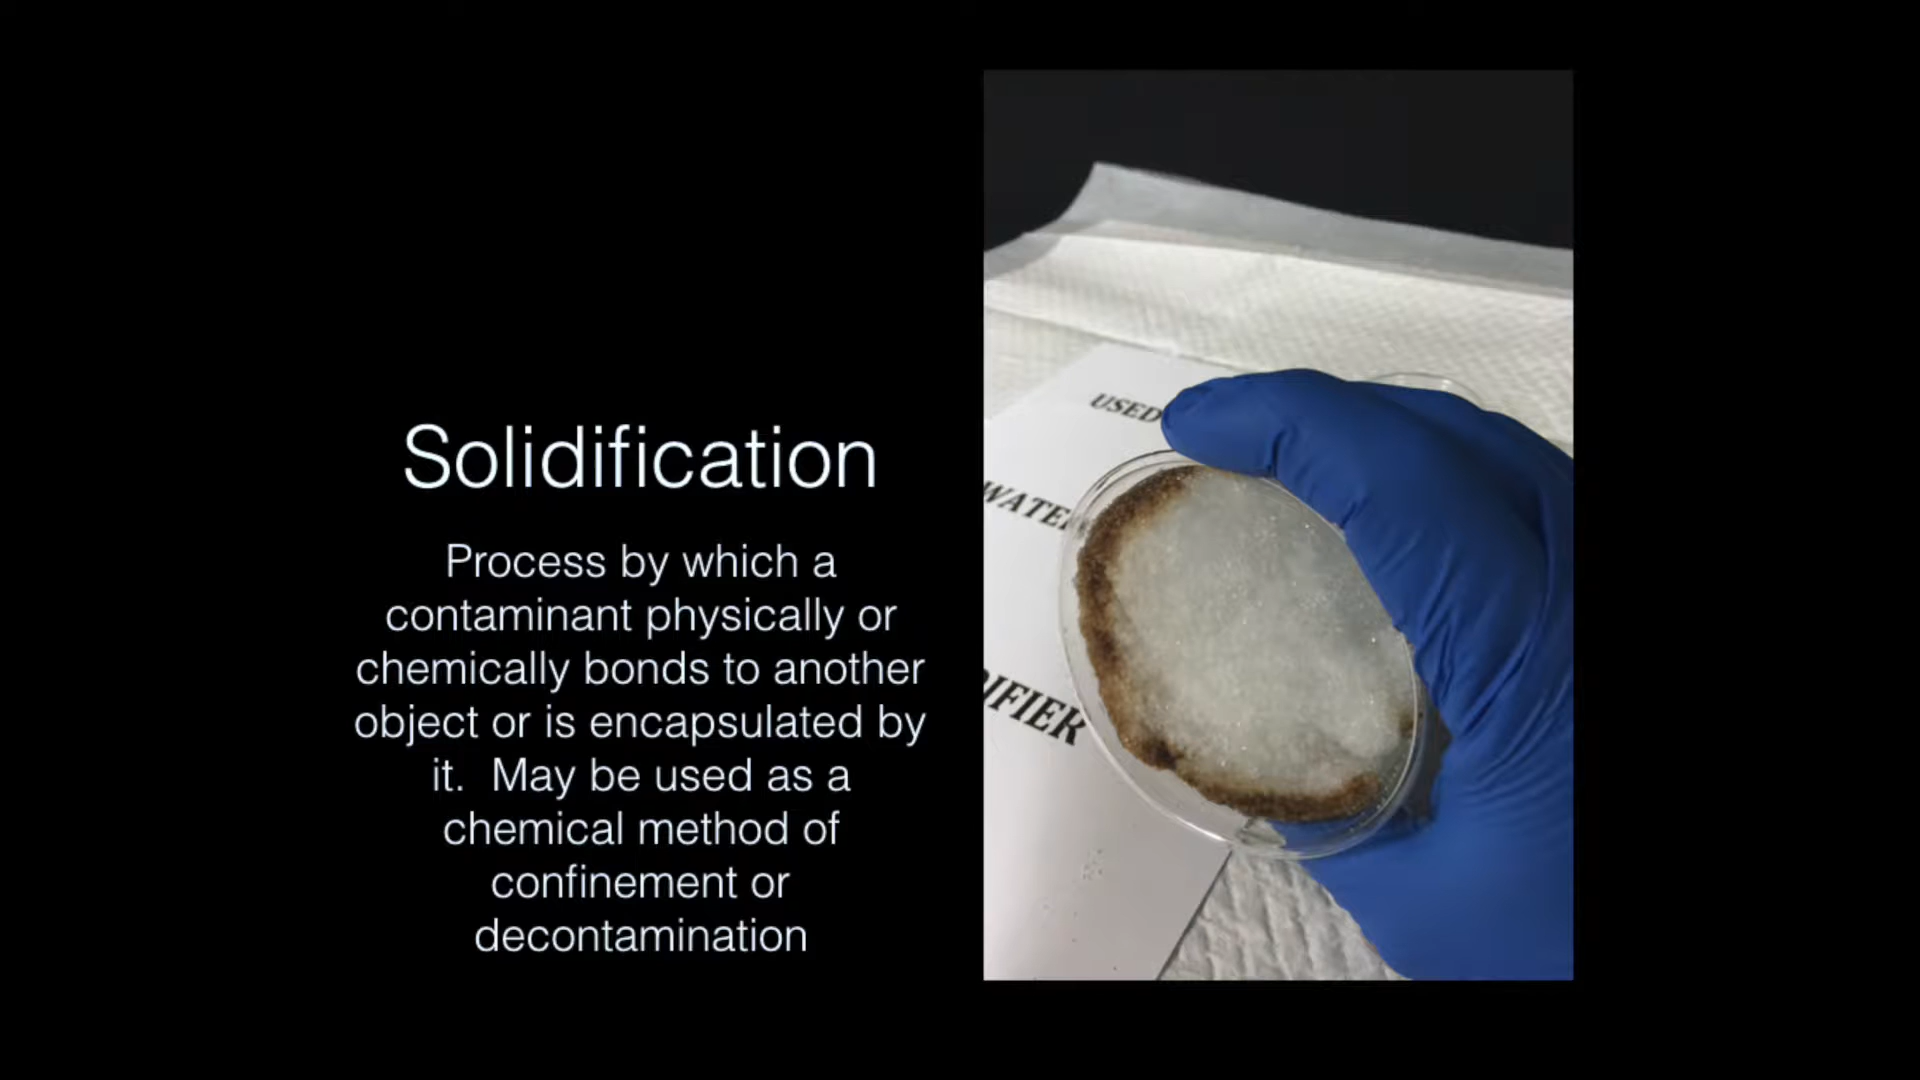 Solidification
Process by which a
contaminant physically or
chemically bonds to another
object or is encapsulated by
it.  May be used as a
chemical method of
confinement or
decontamination
USED